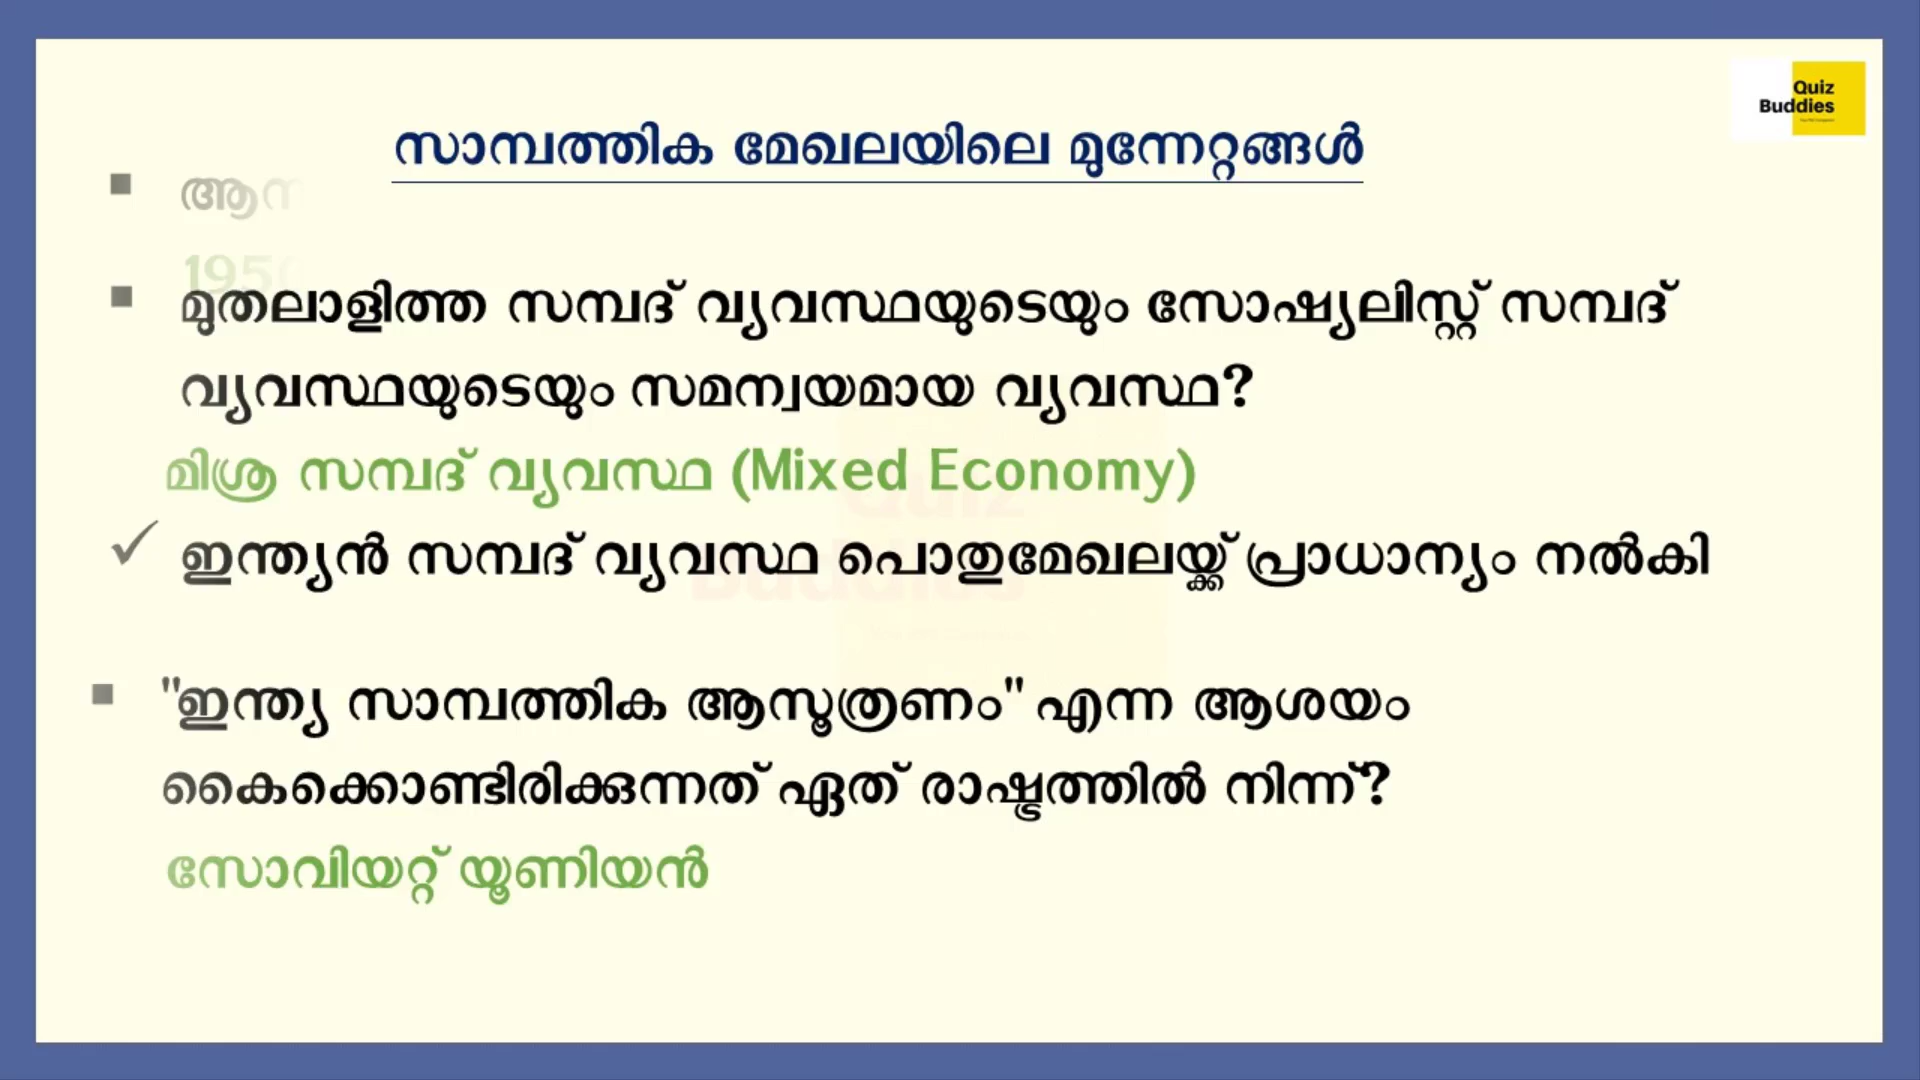 Quiz
Buddies
സാമ്പത്തിക മേഖലയിലെ മുന്നേറ്റങ്ങൾ
മുതലാളിത്ത സമ്പദ് വ്യവസ്ഥയുടെയും സോഷ്യലിസ്റ്റ് സമ്പദ്
വ്യവസ്ഥയുടെയും സമന്വയമായ വ്യവസ്ഥ?
മിശ്ര സമ്പദ് വ്യവസ്ഥ (Mixed Economy)
✓ ഇന്ത്യൻ സമ്പദ് വ്യവസ്ഥ പൊതുമേഖലയ്ക്ക് പ്രാധാന്യം നൽകി
"ഇന്ത്യ സാമ്പത്തിക ആസൂത്രണം" എന്ന ആശയം
കൈക്കൊണ്ടിരിക്കുന്നത് ഏത് രാഷ്ട്രത്തിൽ നിന്ന്?
സോവിയറ്റ് യൂണിയൻ